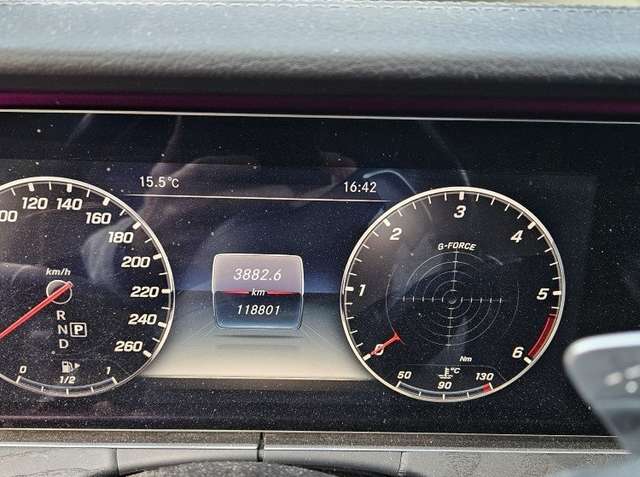 15.5°C 16:42
100 120 140 160 180 200 220 240 260
km/h
R
N P
D
0 1/2 1
3882.6
km
118801
0 1 2 3 4 5 6
G-FORCE
Nm
50 90 130
°C